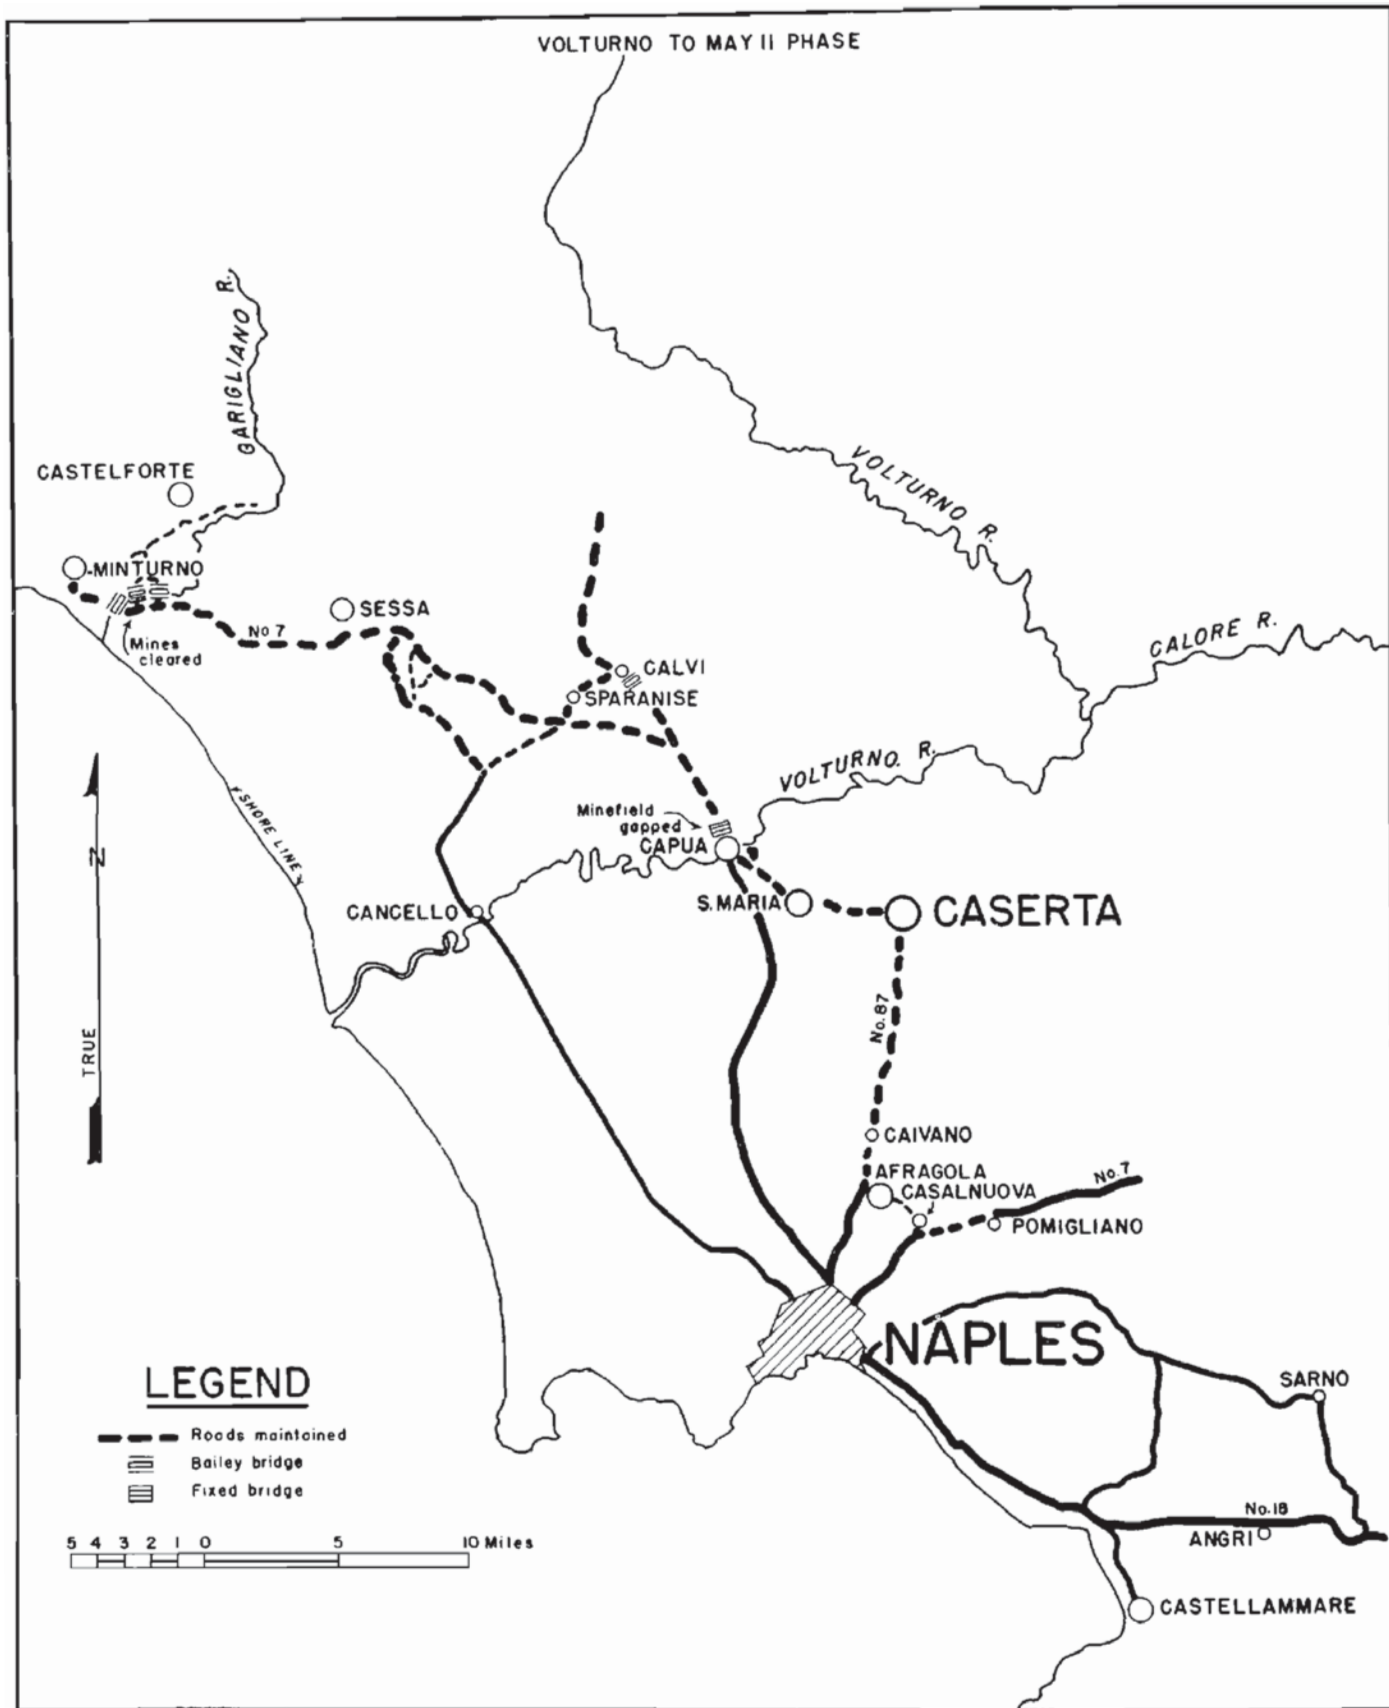 VOLTURNO TO MAY 11 PHASE
GARIGLIANO R.
CASTELFORTE
VOLTURNO R.
MINTURNO
SESSA
No 7
Mines
cleared
CALORE R.
CALVI
SPARANISE
VOLTURNO. R.
SHORE LINE
Minefield
gapped
CAPUA
N
S. MARIA
CANCELLO
CASERTA
No. 87
TRUE
CAIVANO
AFRAGOLA
CASALNUOVA
No. 7
POMIGLIANO
NAPLES
LEGEND
Roads maintained
Bailey bridge
Fixed bridge
SARNO
No. 18
ANGRI
5 4 3 2 1 0 5 10 Miles
CASTELLAMMARE